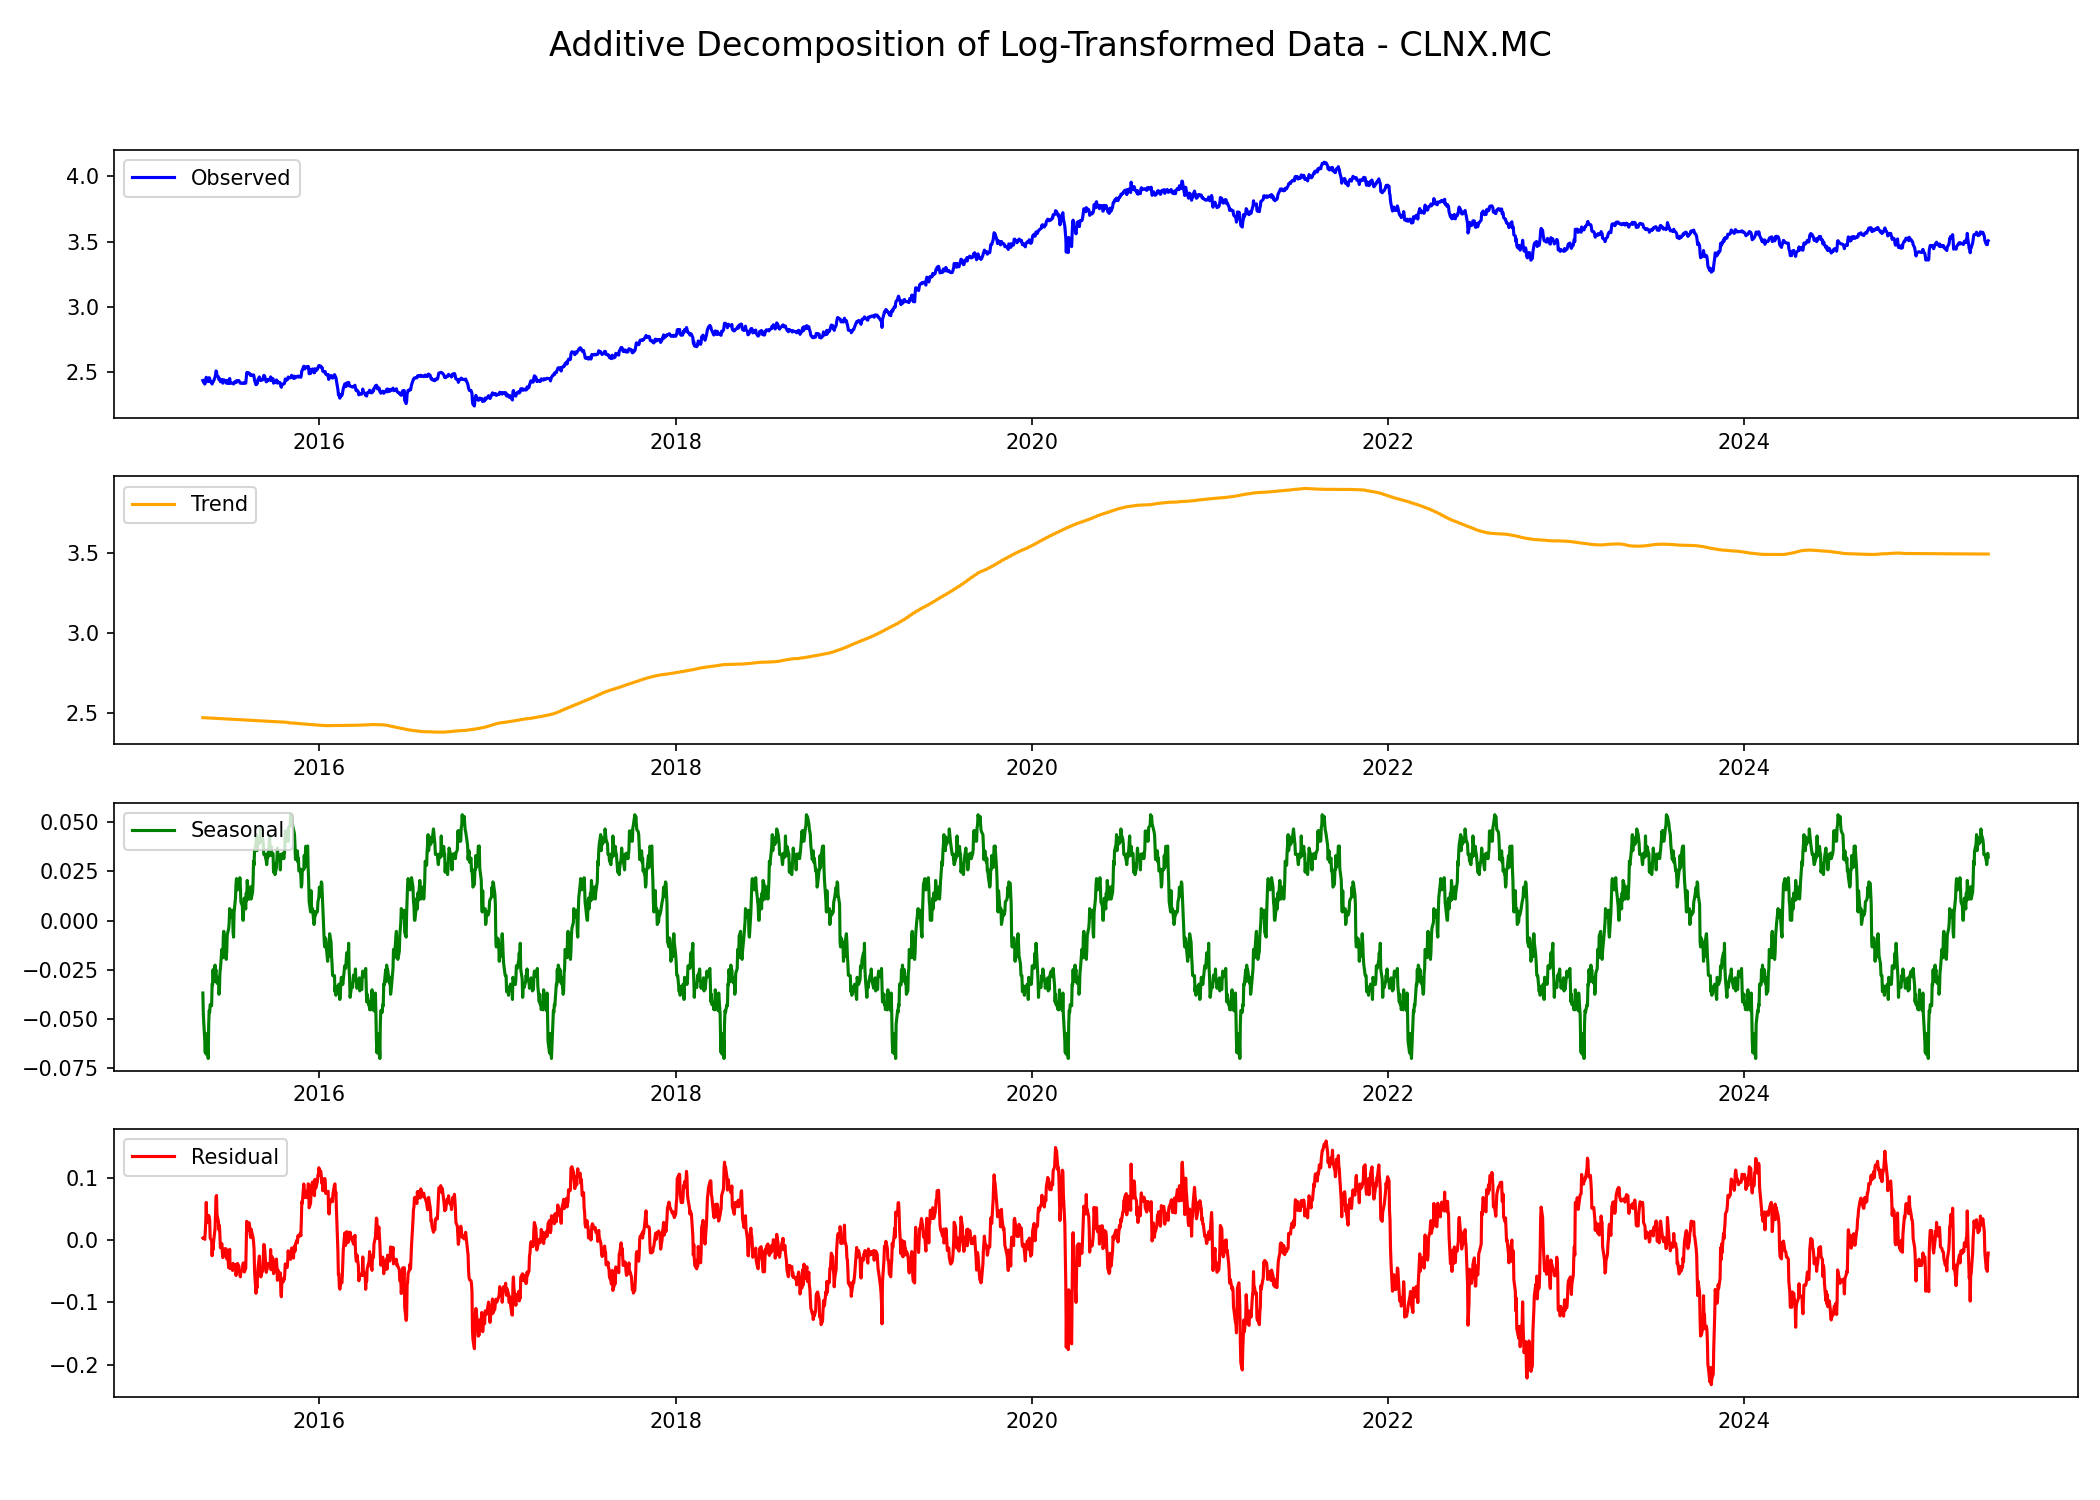 Additive Decomposition of Log-Transformed Data - CLNX.MC
Observed
4.0
3.5
3.0
2.5
2016 2018 2020 2022 2024
Trend
3.5
3.0
2.5
2016 2018 2020 2022 2024
Seasonal
0.050
0.025
0.000
−0.025
−0.050
−0.075
2016 2018 2020 2022 2024
Residual
0.1
0.0
−0.1
−0.2
2016 2018 2020 2022 2024